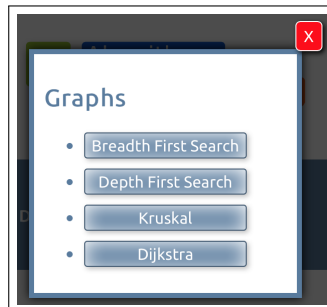 X
Graphs
Breadth First Search
Depth First Search
Kruskal
Dijkstra